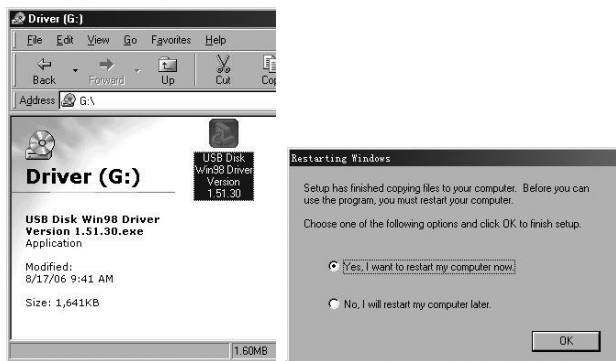 Driver (G:)
File Edit View Go Favorites Help
Back Forward Up Cut
Address G:\
Driver (G:)
USB Disk Win98 Driver
Version 1.51.30.exe
Application
Modified:
8/17/06 9:41 AM
Size: 1,641KB
USB Disk
Win98 Driver
Version
1.51.30
1.60MB
Restarting Windows
Setup has finished copying files to your computer. Before you can
use the program, you must restart your computer.
Choose one of the following options and click OK to finish setup.
Yes, I want to restart my computer now.
No, I will restart my computer later.
OK